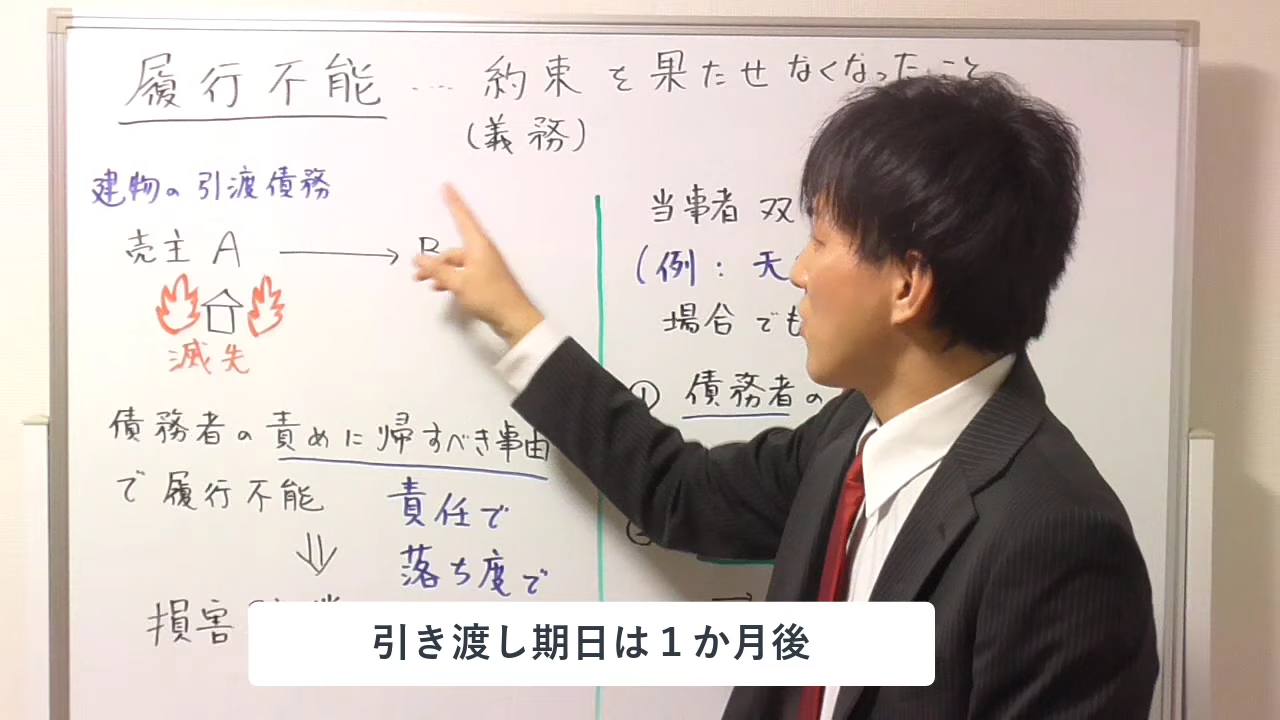 履行不能 ‥‥ 約束を果たせなくなったこと
(義務)
建物の引渡債務
売主 A → B
滅失
債務者の責めに帰すべき事由
で履行不能
責任で
落ち度で
⇓
損害
当事者 双
(例:天
場合でも
① 債務者の
②
→
引き渡し期日は1か月後